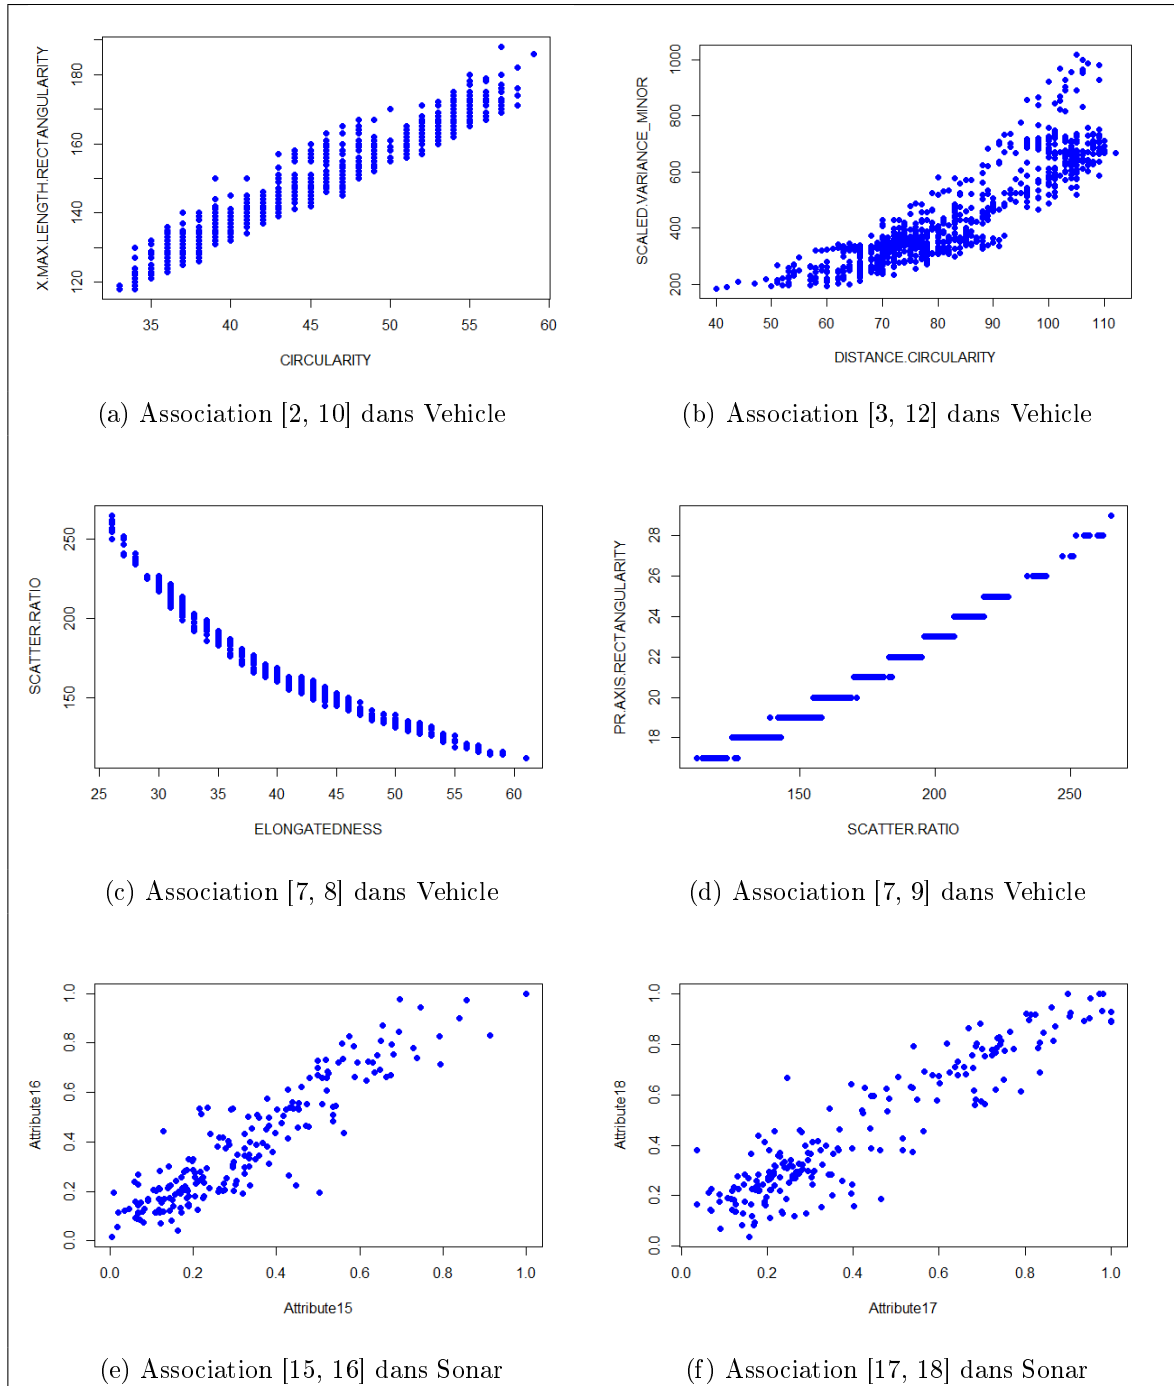 X.MAX.LENGTH.RECTANGULARITY
120 140 160 180
35 40 45 50 55 60
CIRCULARITY
(a) Association [2, 10] dans Vehicle
SCALED.VARIANCE_MINOR
200 400 600 800 1000
40 50 60 70 80 90 100 110
DISTANCE.CIRCULARITY
(b) Association [3, 12] dans Vehicle
SCATTER.RATIO
150 200 250
25 30 35 40 45 50 55 60
ELONGATEDNESS
(c) Association [7, 8] dans Vehicle
PR.AXIS.RECTANGULARITY
18 20 22 24 26 28
150 200 250
SCATTER.RATIO
(d) Association [7, 9] dans Vehicle
Attribute16
0.0 0.2 0.4 0.6 0.8 1.0
0.0 0.2 0.4 0.6 0.8 1.0
Attribute15
(e) Association [15, 16] dans Sonar
Attribute18
0.0 0.2 0.4 0.6 0.8 1.0
0.0 0.2 0.4 0.6 0.8 1.0
Attribute17
(f) Association [17, 18] dans Sonar